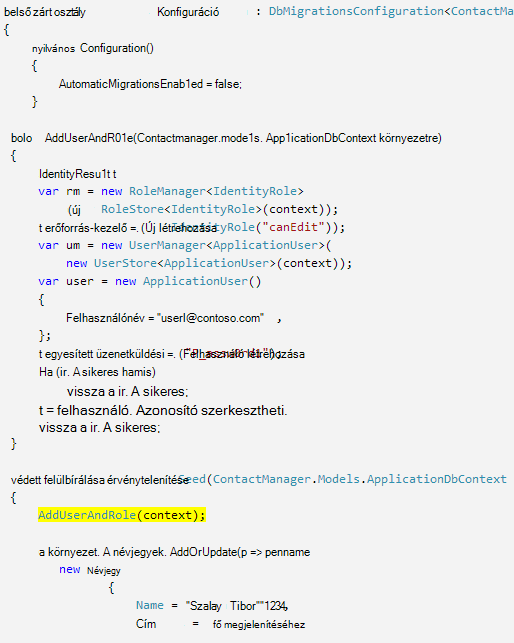 belső zárt osztály Konfiguráció : DbMigrationsConfiguration<ContactMa
{
nyilvános Configuration()
{
AutomaticMigrationsEnab1ed = false;
}
bolo AddUserAndR01e(Contactmanager.mode1s. App1icationDbContext környezetre)
{
IdentityResu1t t
var rm = new RoleManager<IdentityRole>
(új RoleStore<IdentityRole>(context));
t erőforrás-kezelő =. (Új létrehozása Role("canEdit"));
var um = new UserManager<ApplicationUser>(
new UserStore<ApplicationUser>(context));
var user = new ApplicationUser()
{
Felhasználónév = "userl@contoso.com" ,
};
t egyesített üzenetküldési =. (Felhasználó létrehozása
Ha (ir. A sikeres hamis)
vissza a ir. A sikeres;
t = felhasználó. Azonosító szerkesztheti.
vissza a ir. A sikeres;
}
védett felülbírálása érvénytelenítése Seed(ContactManager.Models.ApplicationDbContext
{
AddUserAndRole(context);
a környezet. A névjegyek. AddOrUpdate(p => penname
new Névjegy
{
Name = "Szalay Tibor""1234,
Cím = fő megjelenítéséhez